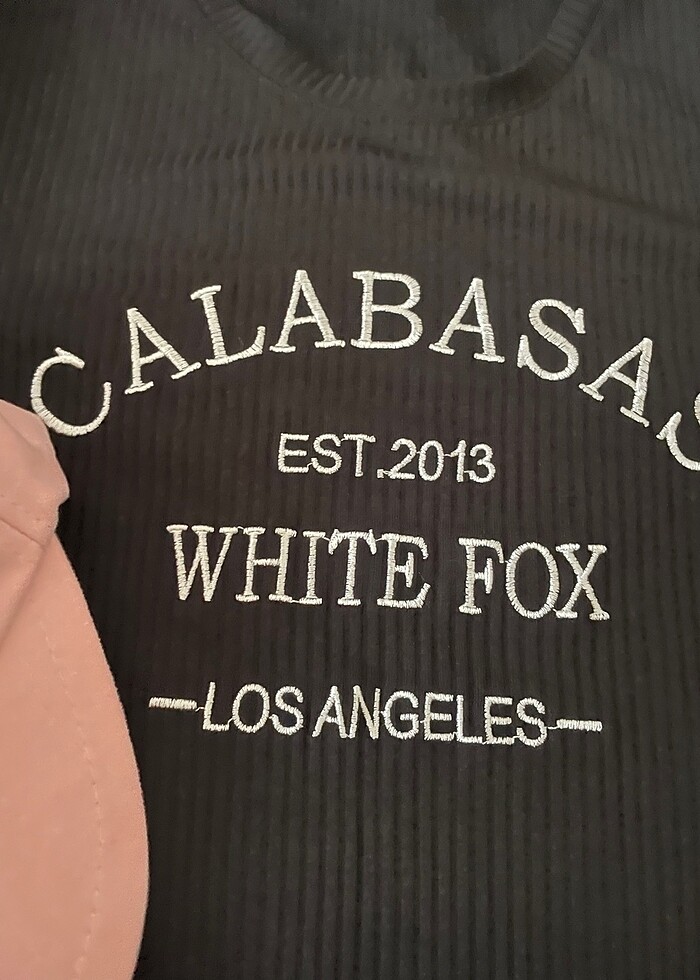 CALABASAS
EST.2013
WHITE FOX
—LOS ANGELES—